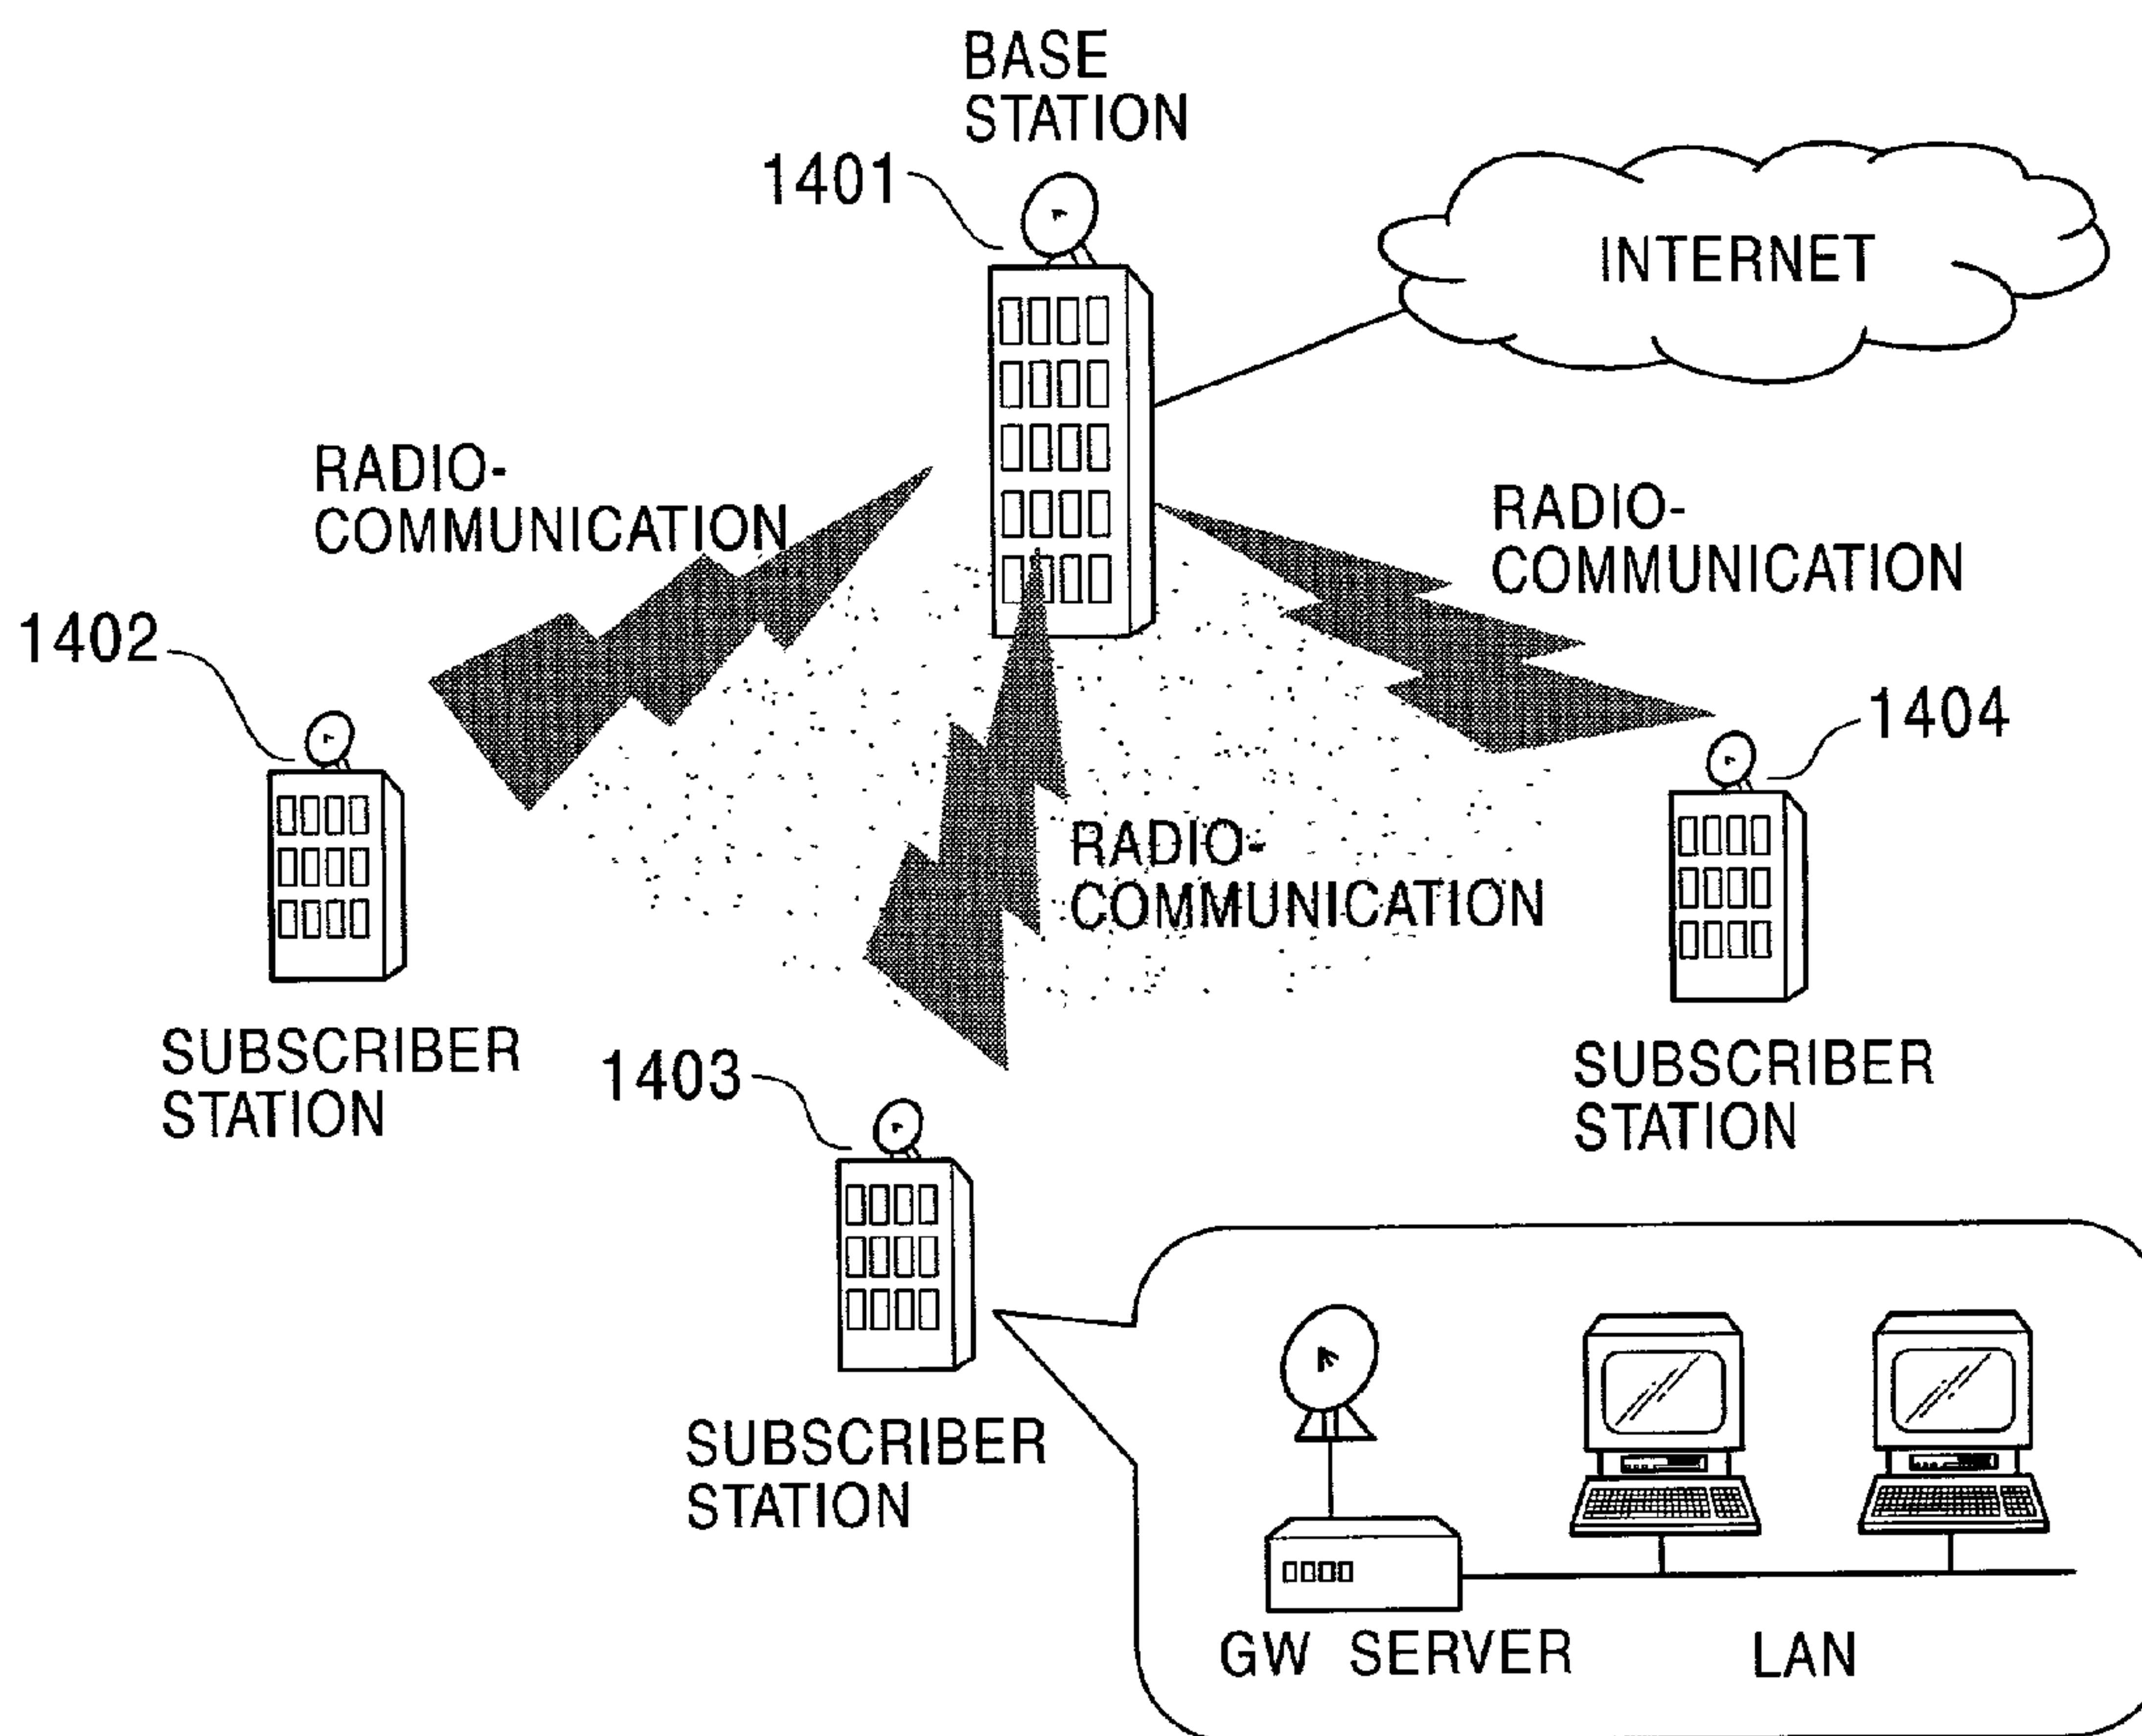 BASE
STATION
1401
INTERNET
RADIO-
COMMUNICATION
RADIO-
COMMUNICATION
1402
1404
RADIO-
COMMUNICATION
SUBSCRIBER
STATION
1403
SUBSCRIBER
STATION
SUBSCRIBER
STATION
GW SERVER
LAN